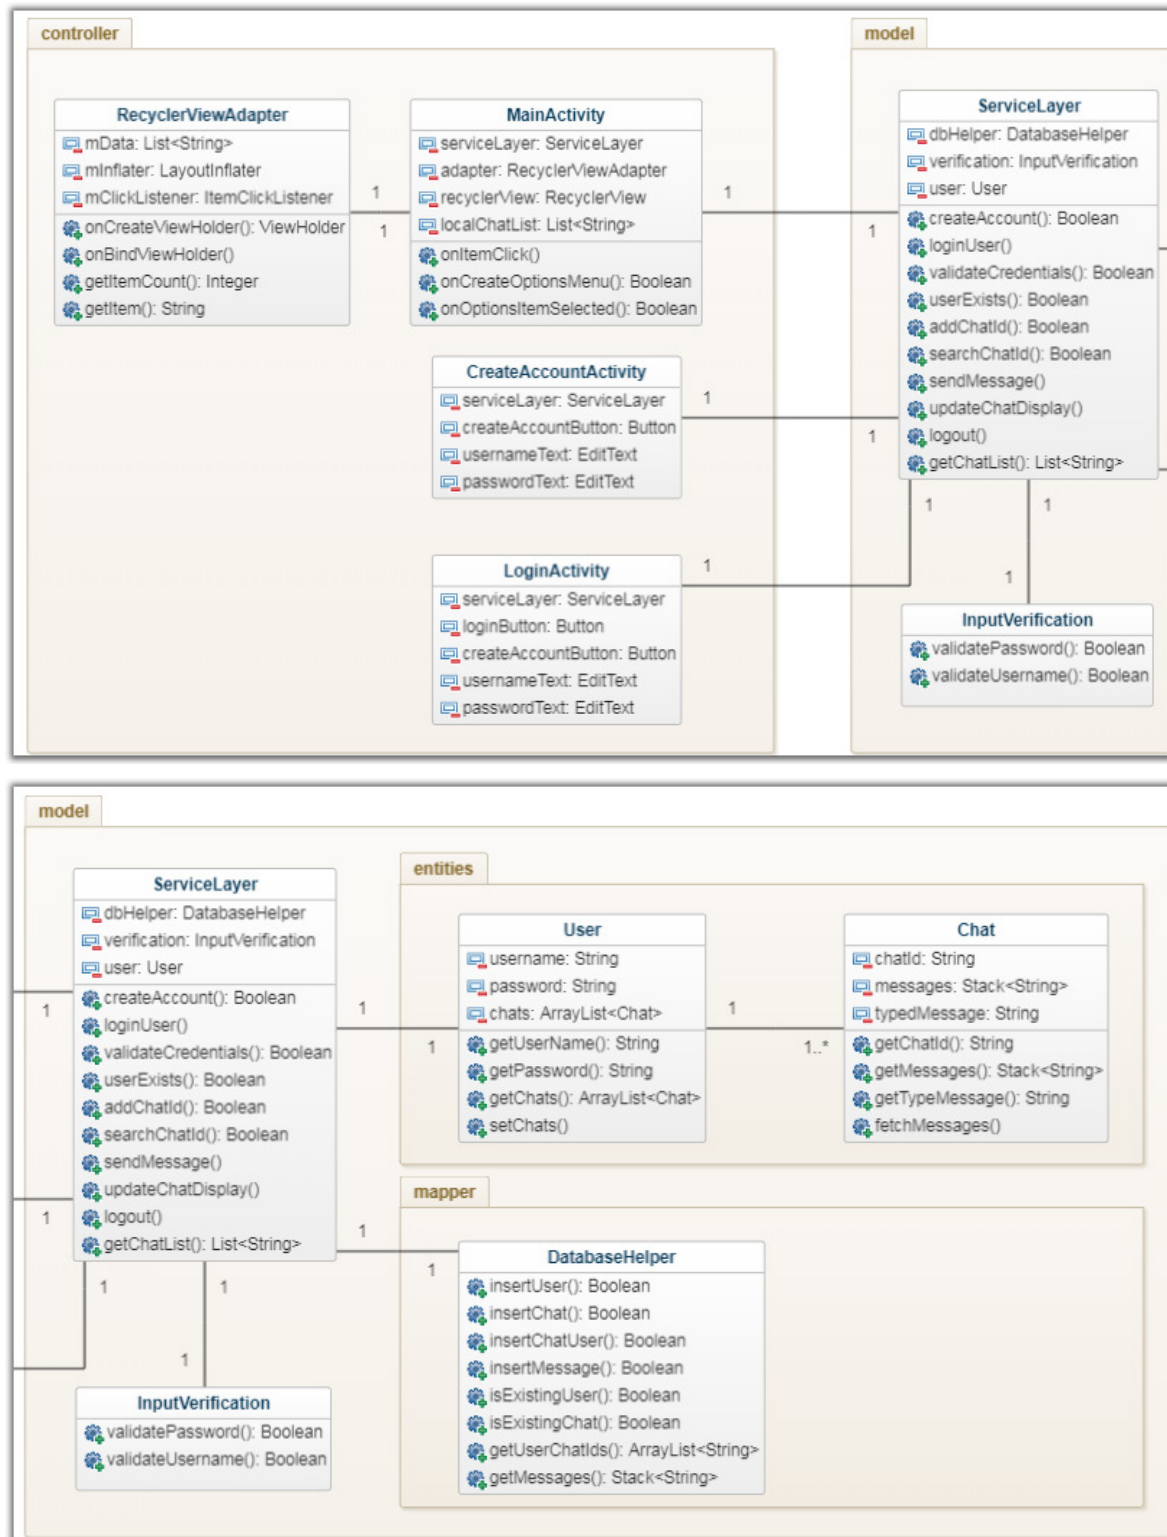 controller
RecyclerViewAdapter
mData: List<String>
mInflater: LayoutInflater
mClickListener: ItemClickListener
onCreateViewHolder(): ViewHolder
onBindViewHolder()
getItemCount(): Integer
getItem(): String
1
1
MainActivity
serviceLayer: ServiceLayer
adapter: RecyclerViewAdapter
recyclerView: RecyclerView
localChatList: List<String>
onItemClick()
onCreateOptionsMenu(): Boolean
onOptionsItemSelected(): Boolean
1
1
CreateAccountActivity
serviceLayer: ServiceLayer
createAccountButton: Button
usernameText: EditText
passwordText: EditText
1
1
LoginActivity
serviceLayer: ServiceLayer
loginButton: Button
createAccountButton: Button
usernameText: EditText
passwordText: EditText
1
model
ServiceLayer
dbHelper: DatabaseHelper
verification: InputVerification
user: User
createAccount(): Boolean
loginUser()
validateCredentials(): Boolean
userExists(): Boolean
addChatId(): Boolean
searchChatId(): Boolean
sendMessage()
updateChatDisplay()
logout()
getChatList(): List<String>
1
1
1
InputVerification
validatePassword(): Boolean
validateUsername(): Boolean
model
ServiceLayer
dbHelper: DatabaseHelper
verification: InputVerification
user: User
createAccount(): Boolean
loginUser()
validateCredentials(): Boolean
userExists(): Boolean
addChatId(): Boolean
searchChatId(): Boolean
sendMessage()
updateChatDisplay()
logout()
getChatList(): List<String>
1
1
1
1
1
InputVerification
validatePassword(): Boolean
validateUsername(): Boolean
entities
1
1
User
username: String
password: String
chats: ArrayList<Chat>
getUserName(): String
getPassword(): String
getChats(): ArrayList<Chat>
setChats()
1
1..*
Chat
chatId: String
messages: Stack<String>
typedMessage: String
getChatId(): String
getMessages(): Stack<String>
getTypeMessage(): String
fetchMessages()
mapper
1
1
DatabaseHelper
insertUser(): Boolean
insertChat(): Boolean
insertChatUser(): Boolean
insertMessage(): Boolean
isExistingUser(): Boolean
isExistingChat(): Boolean
getUserChatIds(): ArrayList<String>
getMessages(): Stack<String>